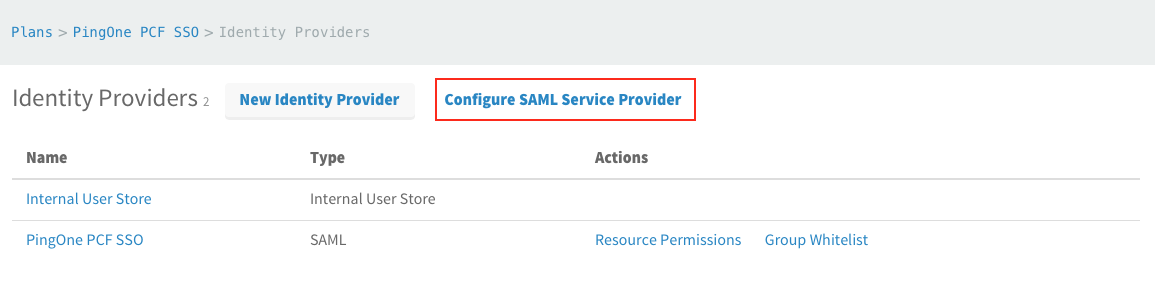 Plans > PingOne PCF SSO > Identity Providers
Identity Providers 2 New Identity Provider Configure SAML Service Provider
Name Type Actions
Internal User Store Internal User Store
PingOne PCF SSO SAML Resource Permissions Group Whitelist